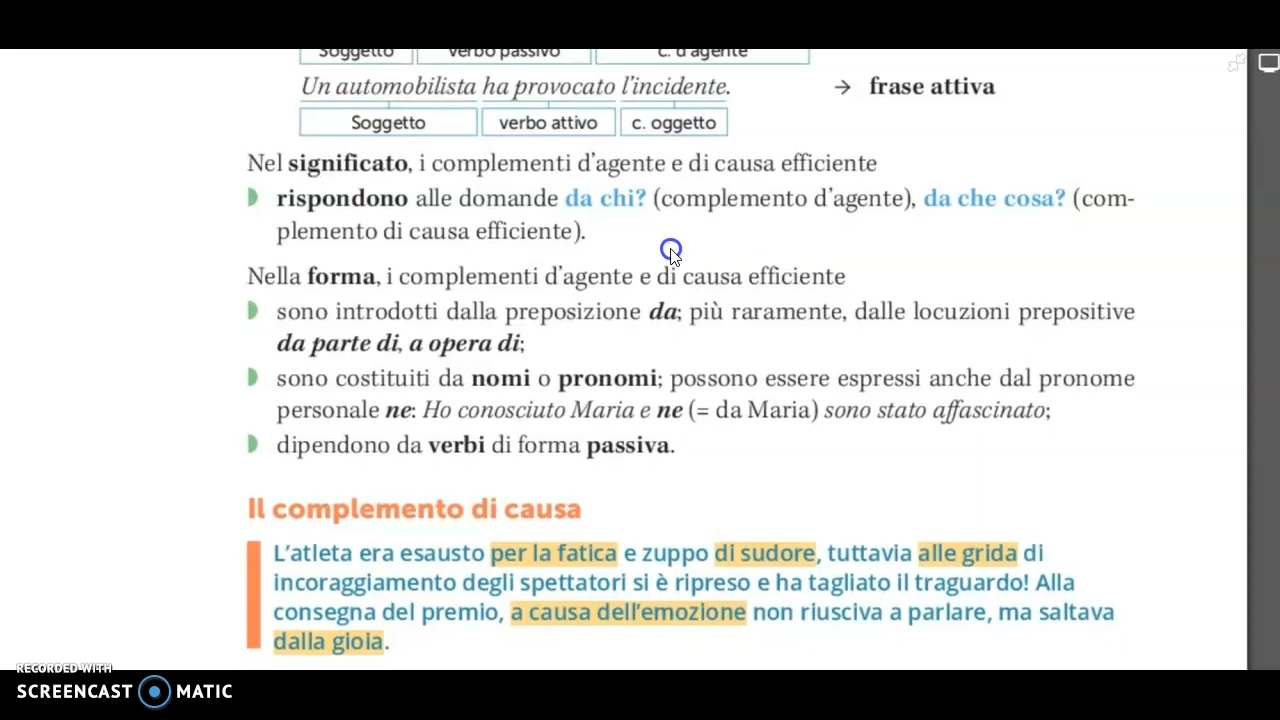 Soggetto verbo passivo c. d'agente
Un automobilista ha provocato l'incidente. → frase attiva
Soggetto verbo attivo c. oggetto
Nel significato, i complementi d'agente e di causa efficiente
rispondono alle domande da chi? (complemento d'agente), da che cosa? (com-
plemento di causa efficiente).
Nella forma, i complementi d'agente e di causa efficiente
sono introdotti dalla preposizione da; più raramente, dalle locuzioni prepositive
da parte di, a opera di;
sono costituiti da nomi o pronomi; possono essere espressi anche dal pronome
personale ne: Ho conosciuto Maria e ne (= da Maria) sono stato affascinato;
dipendono da verbi di forma passiva.
Il complemento di causa
L'atleta era esausto per la fatica e zuppo di sudore, tuttavia alle grida di
incoraggiamento degli spettatori si è ripreso e ha tagliato il traguardo! Alla
consegna del premio, a causa dell'emozione non riusciva a parlare, ma saltava
dalla gioia.
RECORDED WITH
SCREENCAST MATIC